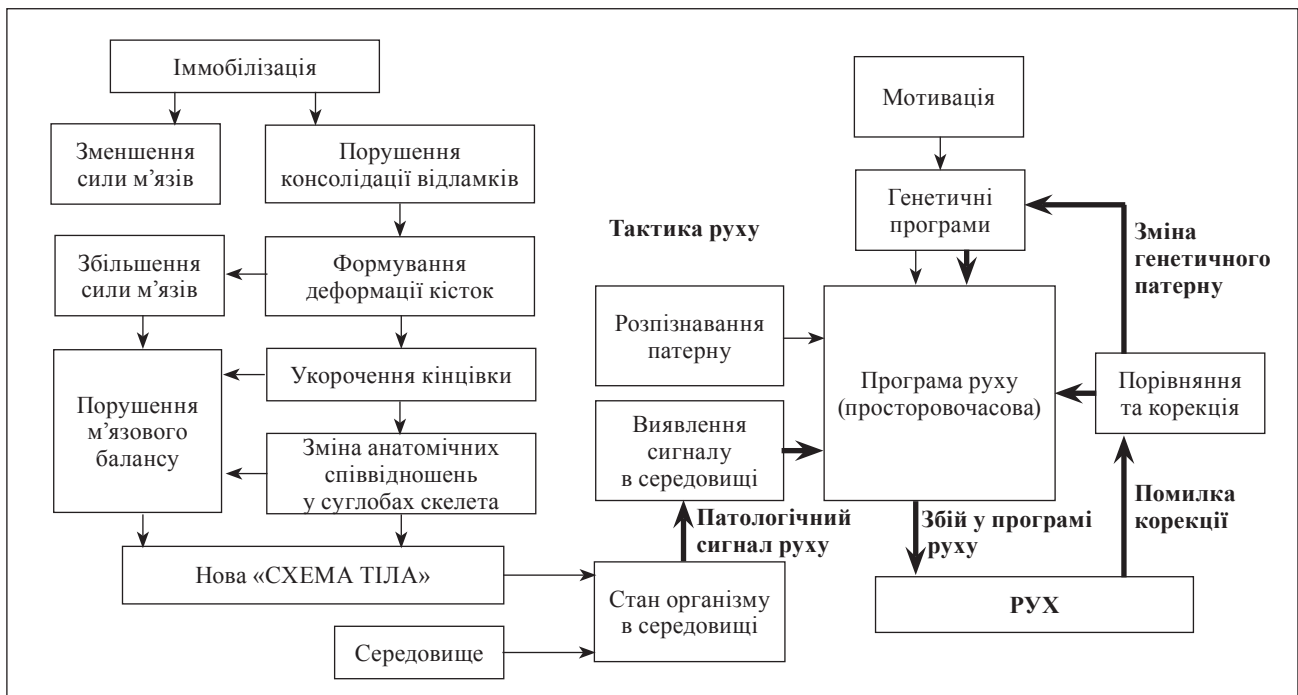 Іммобілізація
Зменшення
сили м’язів
Порушення
консолідації відламків
Збільшення
сили м’язів
Формування
деформації кісток
Укорочення кінцівки
Порушення
м’язового
балансу
Зміна анатомічних
співвідношень
у суглобах скелета
Нова «СХЕМА ТІЛА»
Середовище
Стан організму
в середовищі
Патологічний
сигнал руху
Виявлення
сигналу
в середовищі
Розпізнавання
патерну
Тактика руху
Мотивація
Генетичні
програми
Програма руху
(просторовочасова)
Зміна
генетичного
патерну
Порівняння
та корекція
Помилка
корекції
Збій у програмі
руху
РУХ